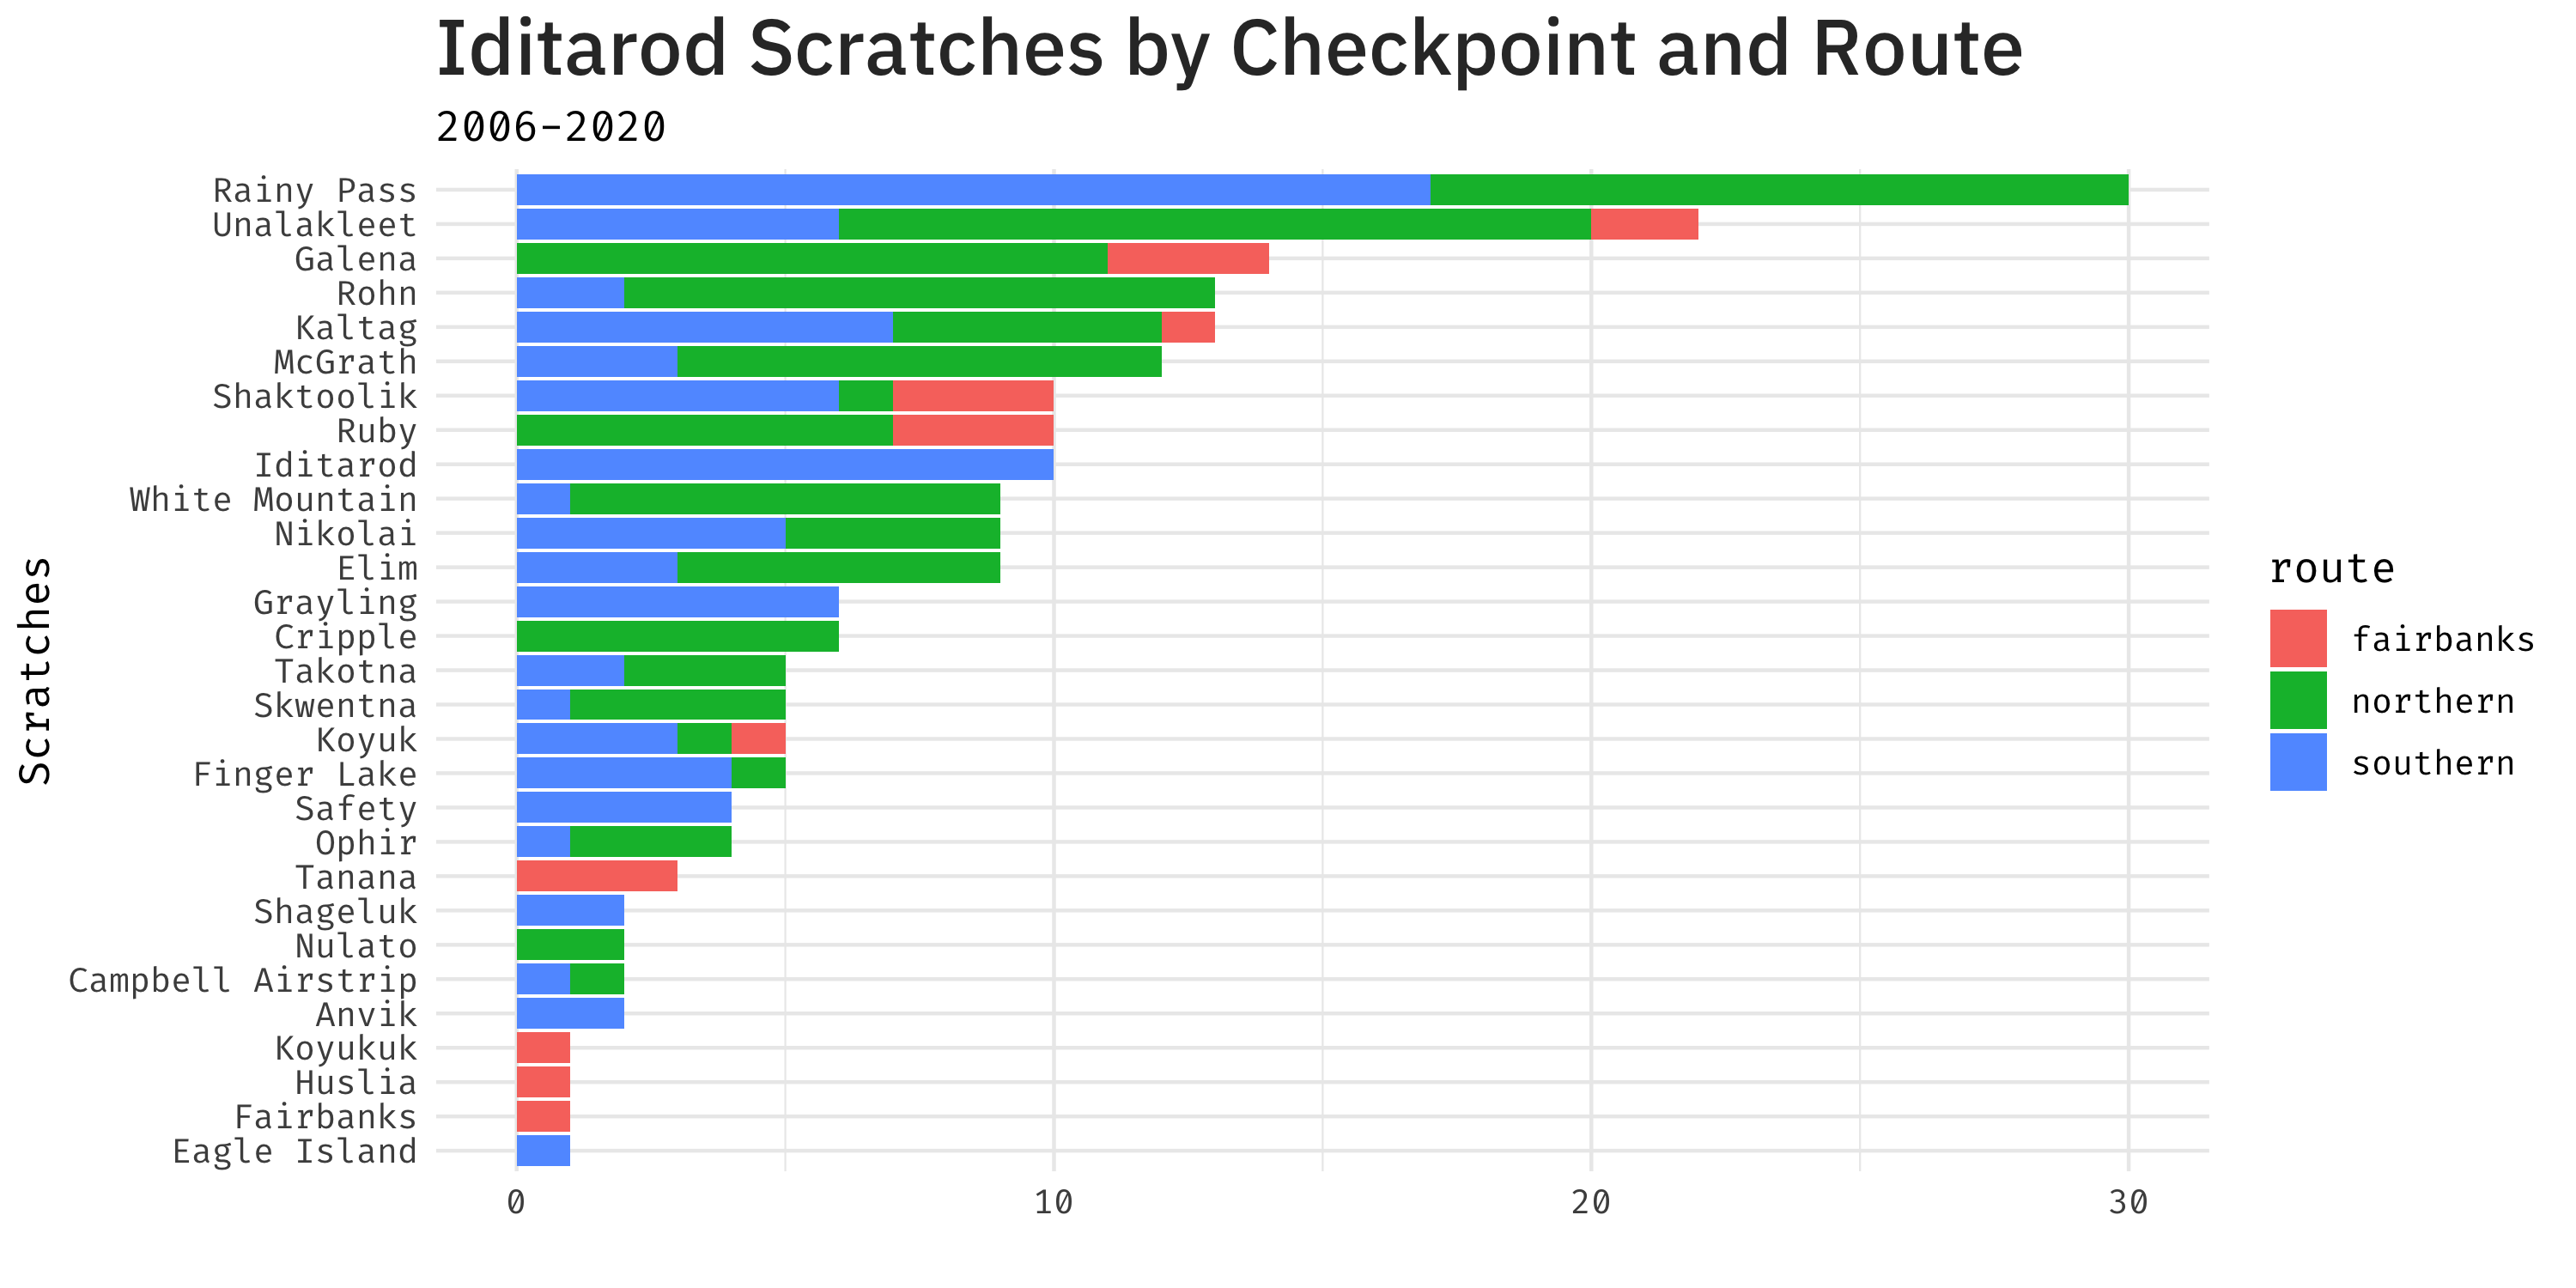 Iditarod Scratches by Checkpoint and Route
2006-2020
Scratches
Rainy Pass
Unalakleet
Galena
Rohn
Kaltag
McGrath
Shaktoolik
Ruby
Iditarod
White Mountain
Nikolai
Elim
Grayling
Cripple
Takotna
Skwentna
Koyuk
Finger Lake
Safety
Ophir
Tanana
Shageluk
Nulato
Campbell Airstrip
Anvik
Koyukuk
Huslia
Fairbanks
Eagle Island
0 10 20 30
route
fairbanks
northern
southern